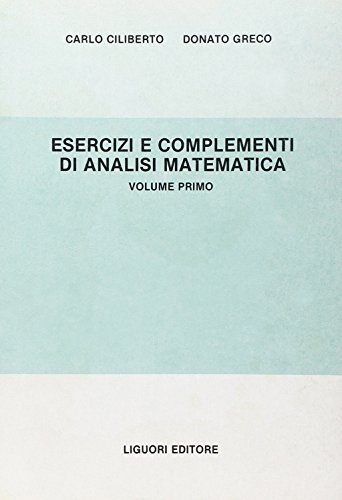 CARLO CILIBERTO DONATO GRECO
ESERCIZI E COMPLEMENTI
DI ANALISI MATEMATICA
VOLUME PRIMO
LIGUORI EDITORE